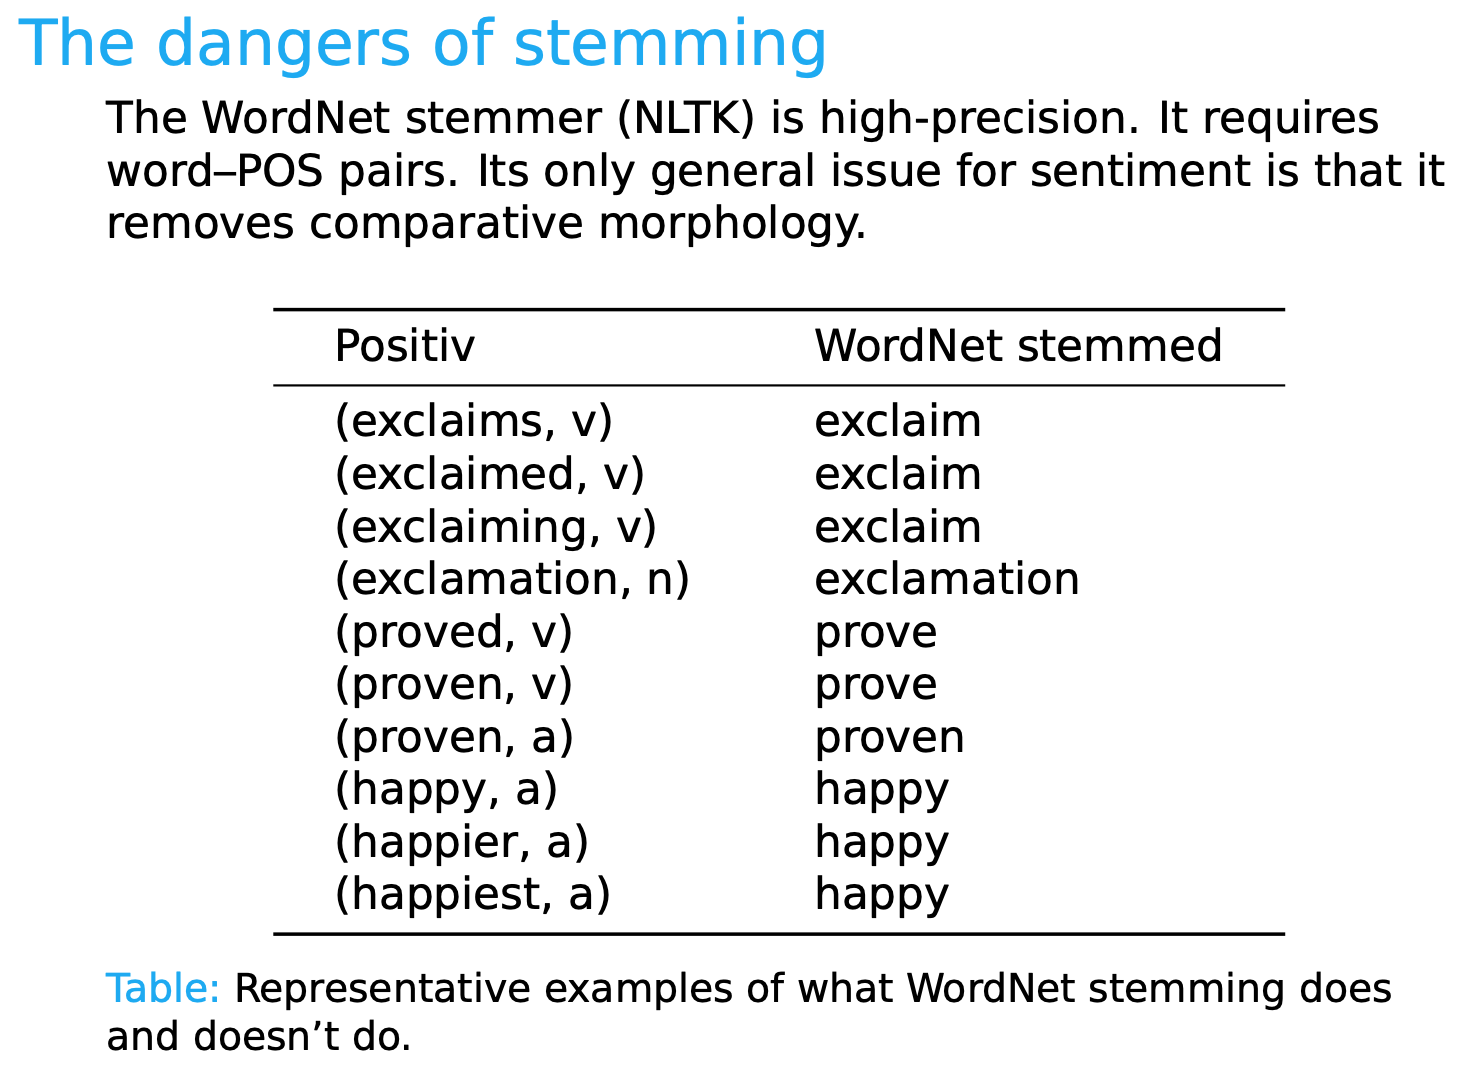 The dangers of stemming
The WordNet stemmer (NLTK) is high-precision. It requires
word–POS pairs. Its only general issue for sentiment is that it
removes comparative morphology.
Positiv WordNet stemmed
(exclaims, v) exclaim
(exclaimed, v) exclaim
(exclaiming, v) exclaim
(exclamation, n) exclamation
(proved, v) prove
(proven, v) prove
(proven, a) proven
(happy, a) happy
(happier, a) happy
(happiest, a) happy
Table: Representative examples of what WordNet stemming does
and doesn’t do.